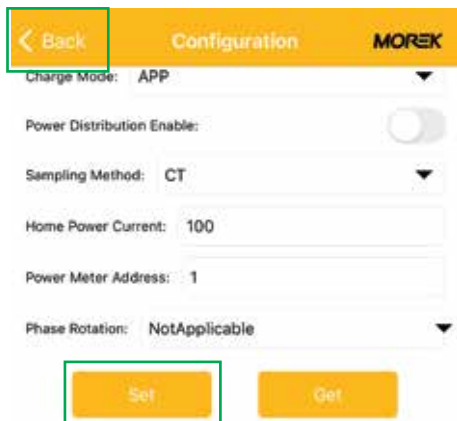 Back Configuration MOREK
Charge Mode: APP
Power Distribution Enable:
Sampling Method: CT
Home Power Current: 100
Power Meter Address: 1
Phase Rotation: NotApplicable
Set Get